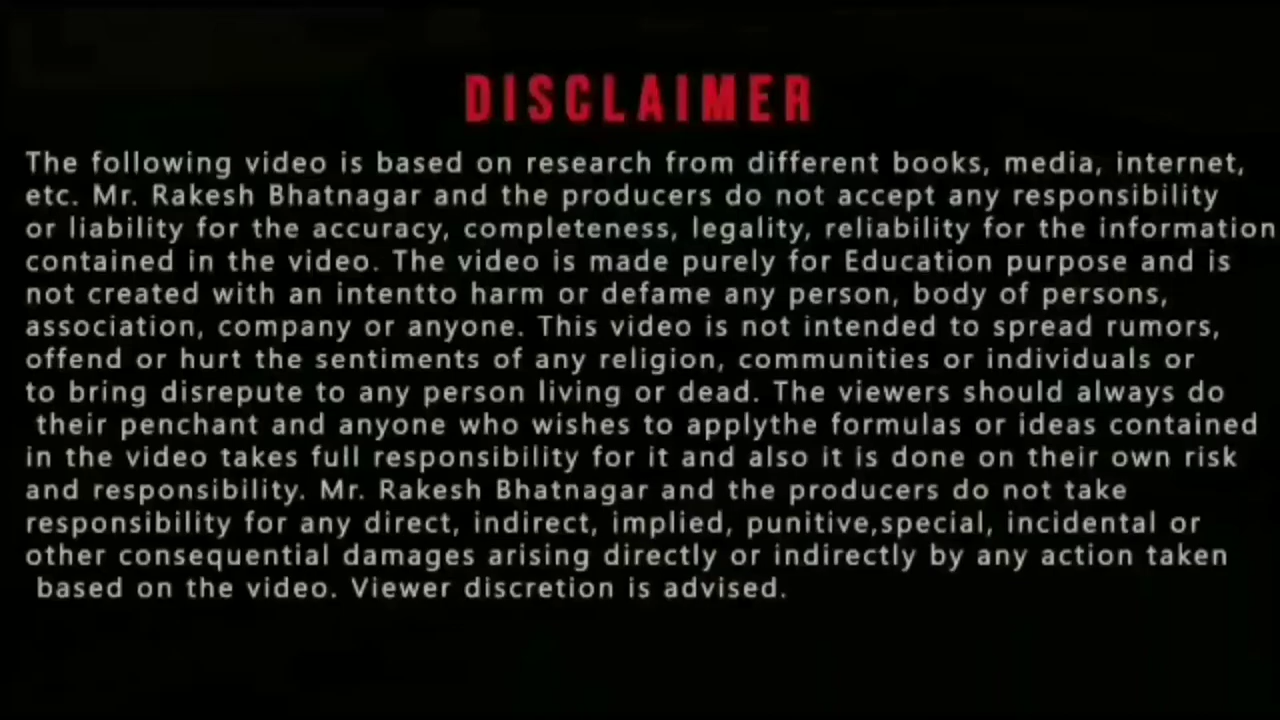 DISCLAIMER
The following video is based on research from different books, media, internet,
etc. Mr. Rakesh Bhatnagar and the producers do not accept any responsibility
or liability for the accuracy, completeness, legality, reliability for the information
contained in the video. The video is made purely for Education purpose and is
not created with an intentto harm or defame any person, body of persons,
association, company or anyone. This video is not intended to spread rumors,
offend or hurt the sentiments of any religion, communities or individuals or
to bring disrepute to any person living or dead. The viewers should always do
their penchant and anyone who wishes to applythe formulas or ideas contained
in the video takes full responsibility for it and also it is done on their own risk
and responsibility. Mr. Rakesh Bhatnagar and the producers do not take
responsibility for any direct, indirect, implied, punitive,special, incidental or
other consequential damages arising directly or indirectly by any action taken
based on the video. Viewer discretion is advised.